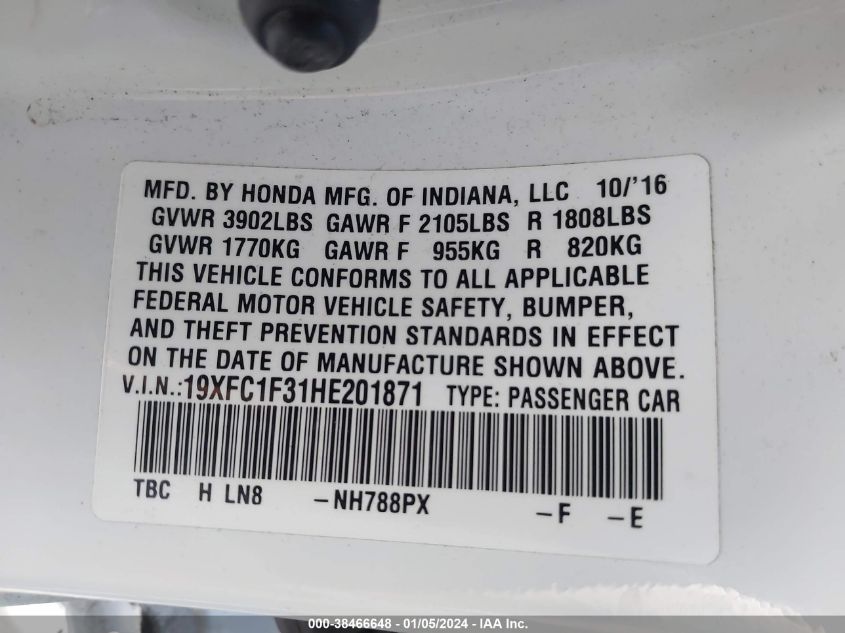 MFD. BY HONDA MFG. OF INDIANA, LLC 10/'16
GVWR 3902LBS GAWR F 2105LBS R 1808LBS
GVWR 1770KG GAWR F 955KG R 820KG
THIS VEHICLE CONFORMS TO ALL APPLICABLE
FEDERAL MOTOR VEHICLE SAFETY, BUMPER,
AND THEFT PREVENTION STANDARDS IN EFFECT
ON THE DATE OF MANUFACTURE SHOWN ABOVE.
V.I.N.:19XFC1F31HE201871 TYPE: PASSENGER CAR
TBC H LN8 -NH788PX -F -E
000-38466648 - 01/05/2024 - IAA Inc.